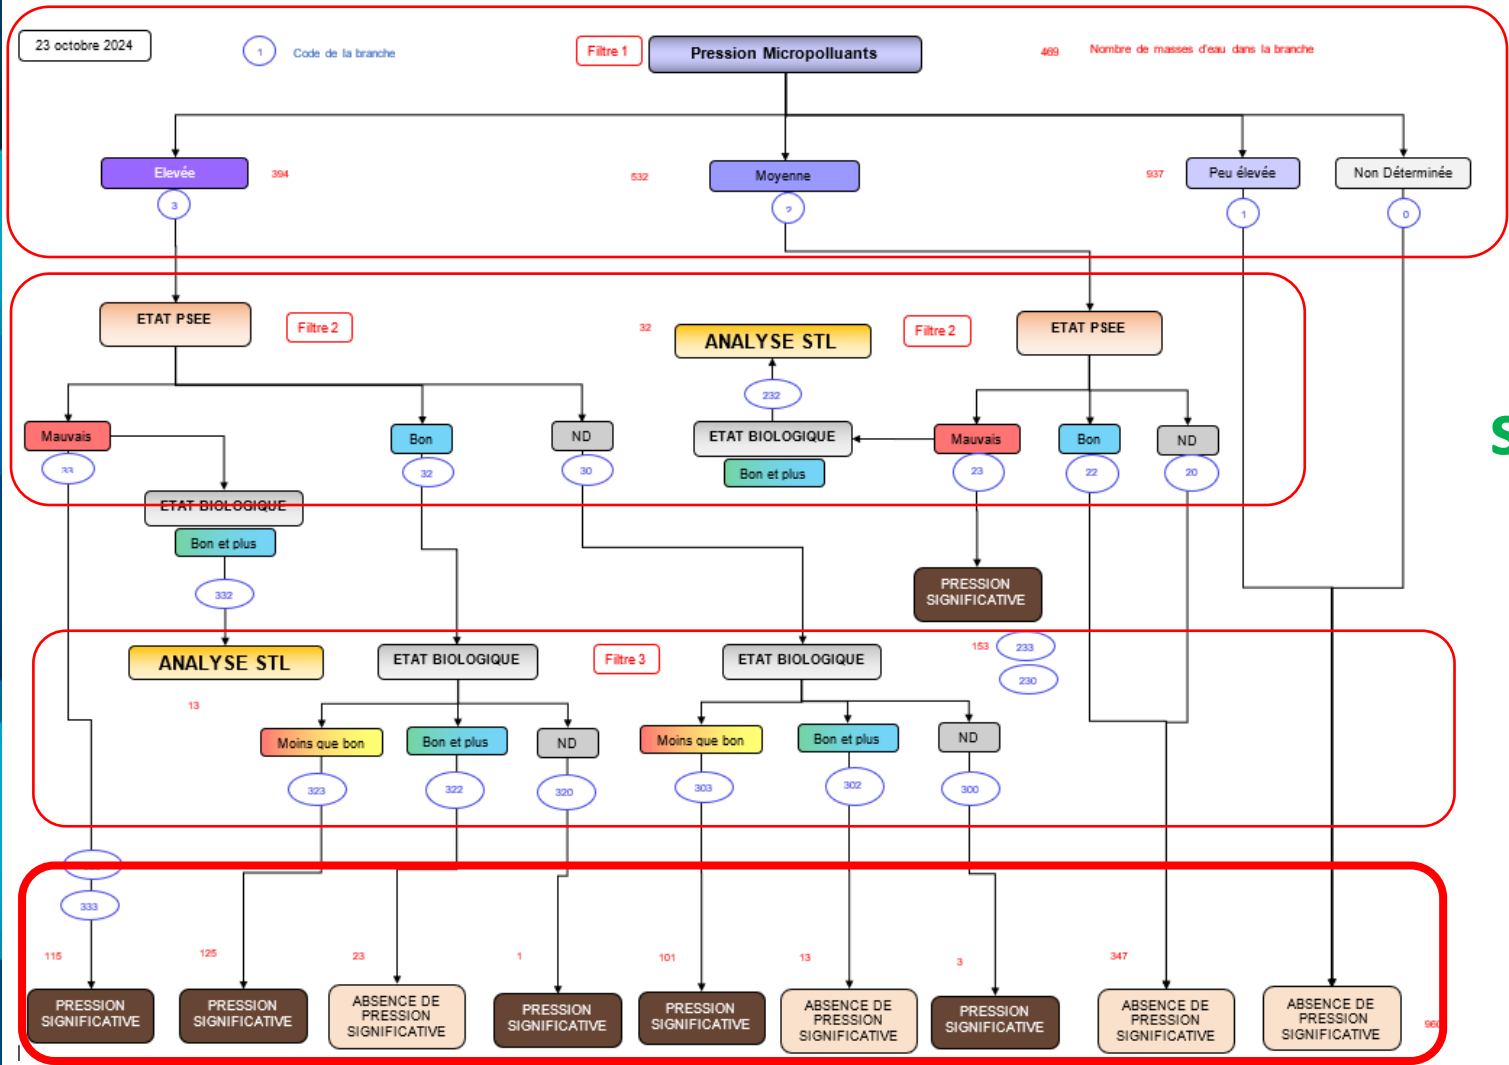 23 octobre 2024
1
Code de la branche
Filtre 1
Pression Micropolluants
469
Nombre de masses d'eau dans la branche
Elevée
394
532
Moyenne
937
Peu élevée
Non Déterminée
3
1
0
ETAT PSEE
Filtre 2
32
ANALYSE STL
Filtre 2
ETAT PSEE
232
Mauvais
Bon
ND
ETAT BIOLOGIQUE
Mauvais
Bon
ND
S
33
32
30
Bon et plus
23
22
20
ETAT BIOLOGIQUE
Bon et plus
332
PRESSION
SIGNIFICATIVE
ANALYSE STL
ETAT BIOLOGIQUE
Filtre 3
ETAT BIOLOGIQUE
153
233
230
13
Moins que bon
Bon et plus
ND
Moins que bon
Bon et plus
ND
323
322
320
303
302
300
333
115
125
23
1
101
13
3
347
PRESSION
SIGNIFICATIVE
PRESSION
SIGNIFICATIVE
ABSENCE DE
PRESSION
SIGNIFICATIVE
PRESSION
SIGNIFICATIVE
PRESSION
SIGNIFICATIVE
ABSENCE DE
PRESSION
SIGNIFICATIVE
PRESSION
SIGNIFICATIVE
ABSENCE DE
PRESSION
SIGNIFICATIVE
ABSENCE DE
PRESSION
SIGNIFICATIVE